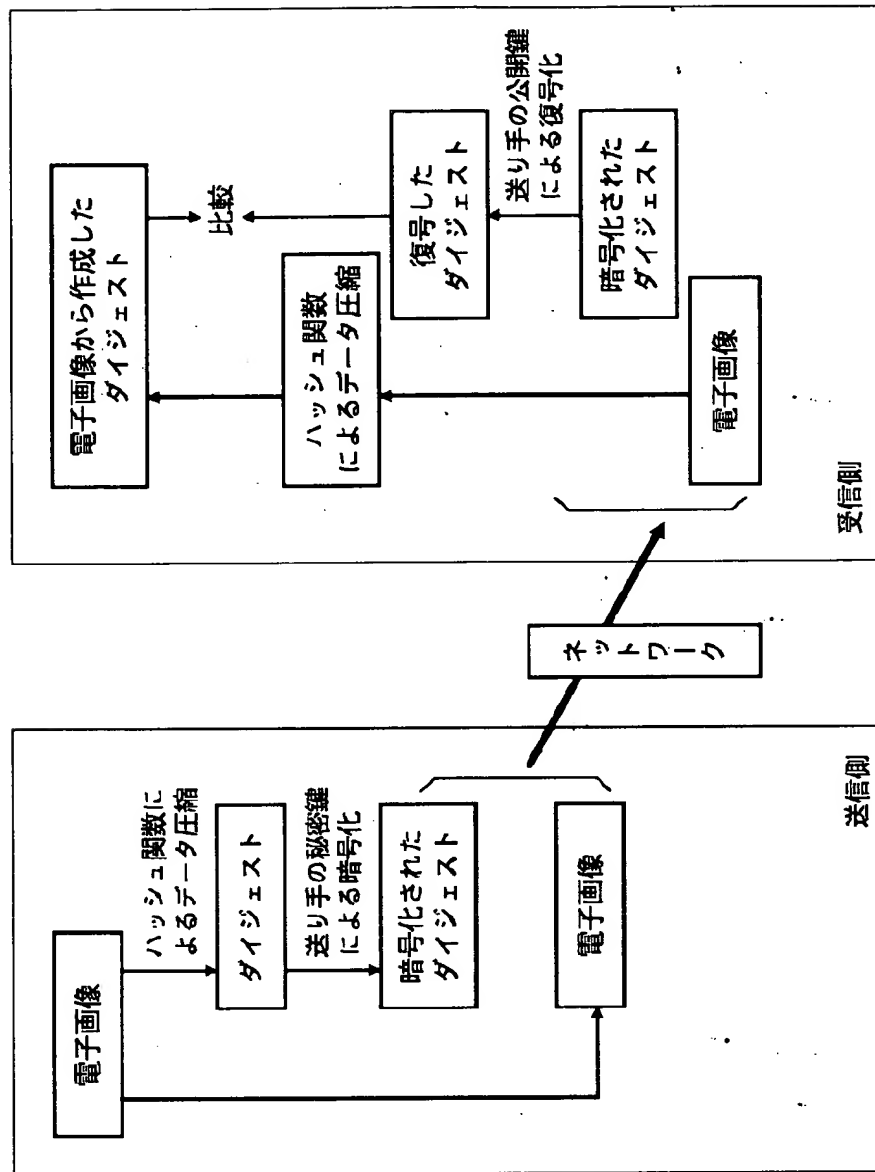 電子画像
ハッシュ関数に
よるデータ圧縮
ダイジェスト
送り手の秘密鍵
による暗号化
暗号化された
ダイジェスト
電子画像
送信側
ネットワーク
電子画像から作成した
ダイジェスト
比較
ハッシュ関数
によるデータ圧縮
復号した
ダイジェスト
送り手の公開鍵
による復号化
暗号化された
ダイジェスト
電子画像
受信側